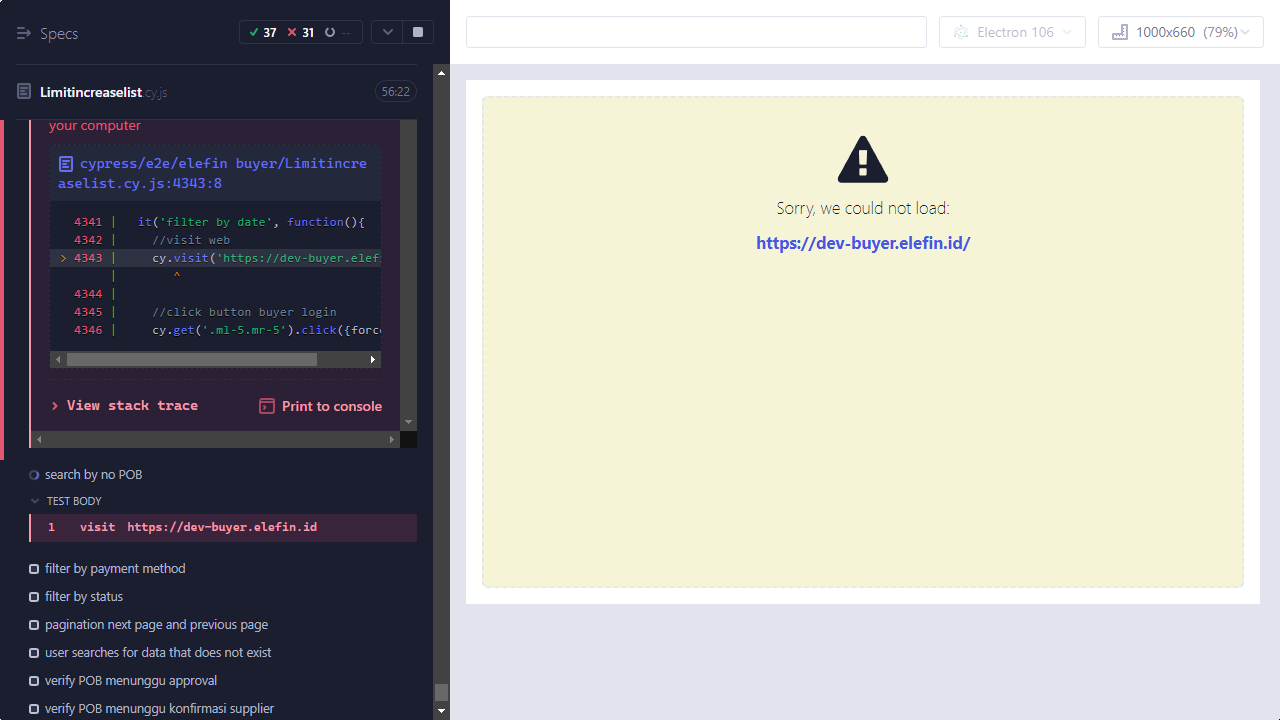 Specs
37 31 --
Limitincreaselist.cy.js 56:22
your computer
cypress/e2e/elefin buyer/Limitincre
aselist.cy.js:4343:8
4341 | it('filter by date', function(){
4342 | //visit web
> 4343 | cy.visit('https://dev-buyer.elef
| ^
4344 |
4345 | //click button buyer login
4346 | cy.get('.ml-5.mr-5').click({forc
View stack trace
Print to console
search by no POB
TEST BODY
1 visit https://dev-buyer.elefin.id
filter by payment method
filter by status
pagination next page and previous page
user searches for data that does not exist
verify POB menunggu approval
verify POB menunggu konfirmasi supplier
Electron 106
1000x660 (79%)
Sorry, we could not load:
https://dev-buyer.elefin.id/